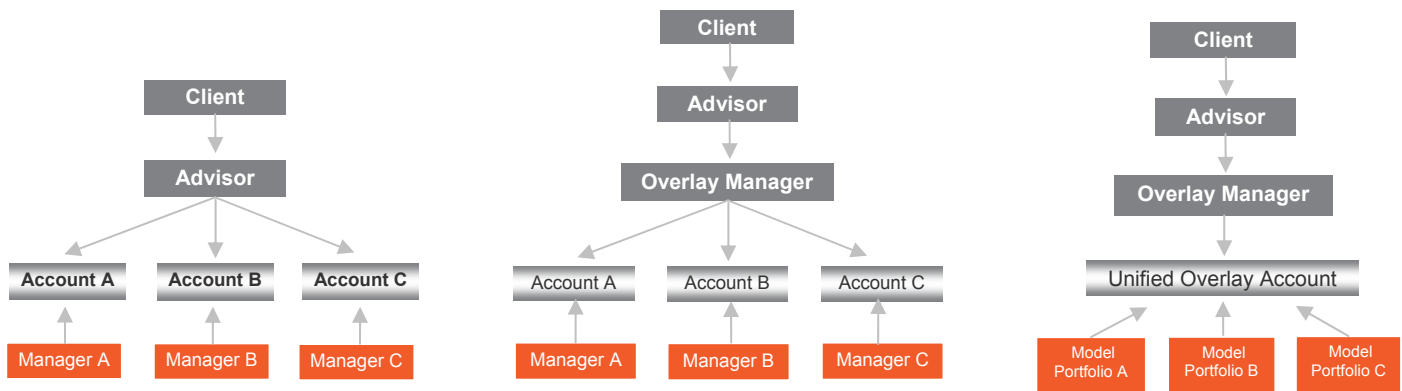 Client
Advisor
Account A
Account B
Account C
Manager A
Manager B
Manager C
Client
Advisor
Overlay Manager
Account A
Account B
Account C
Manager A
Manager B
Manager C
Client
Advisor
Overlay Manager
Unified Overlay Account
Model
Portfolio A
Model
Portfolio B
Model
Portfolio C